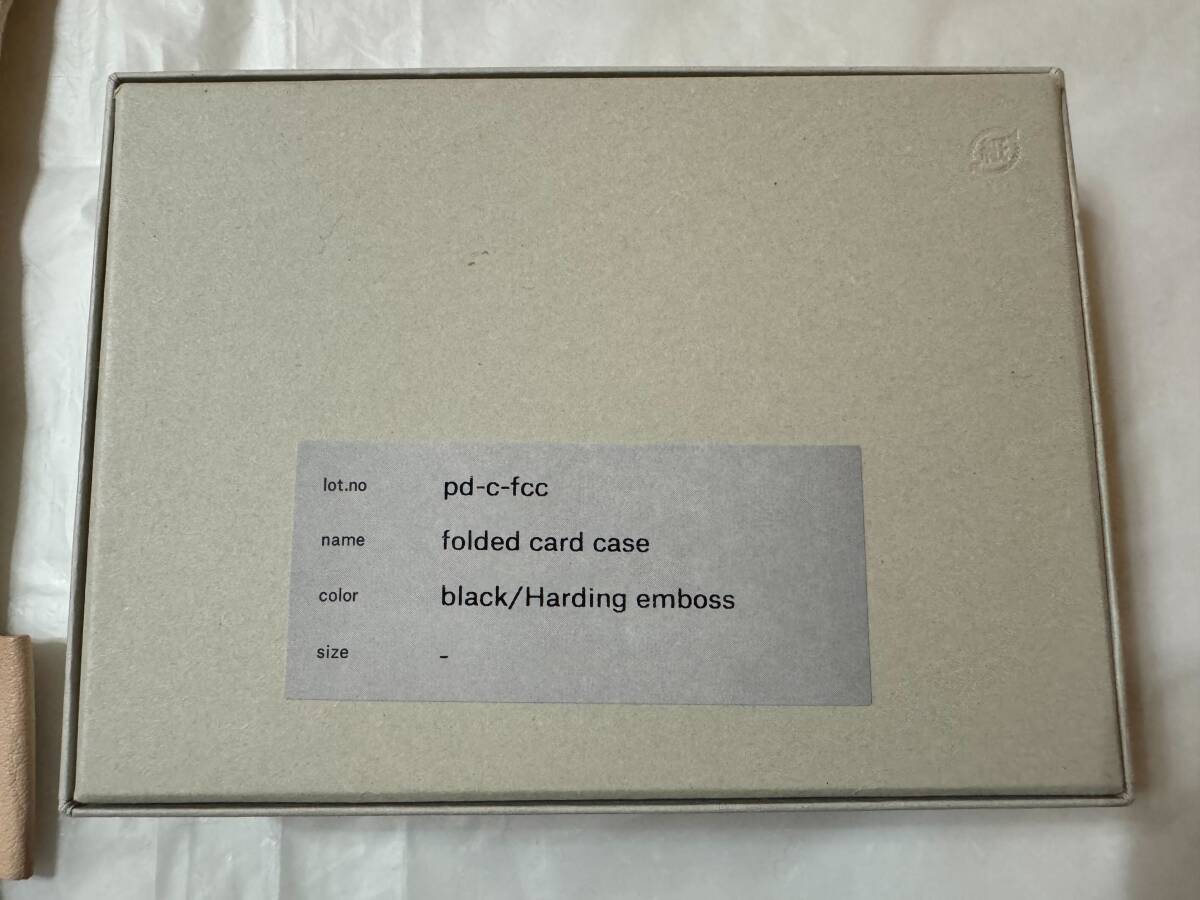 lot.no pd-c-fcc
name folded card case
color black/Harding emboss
size -